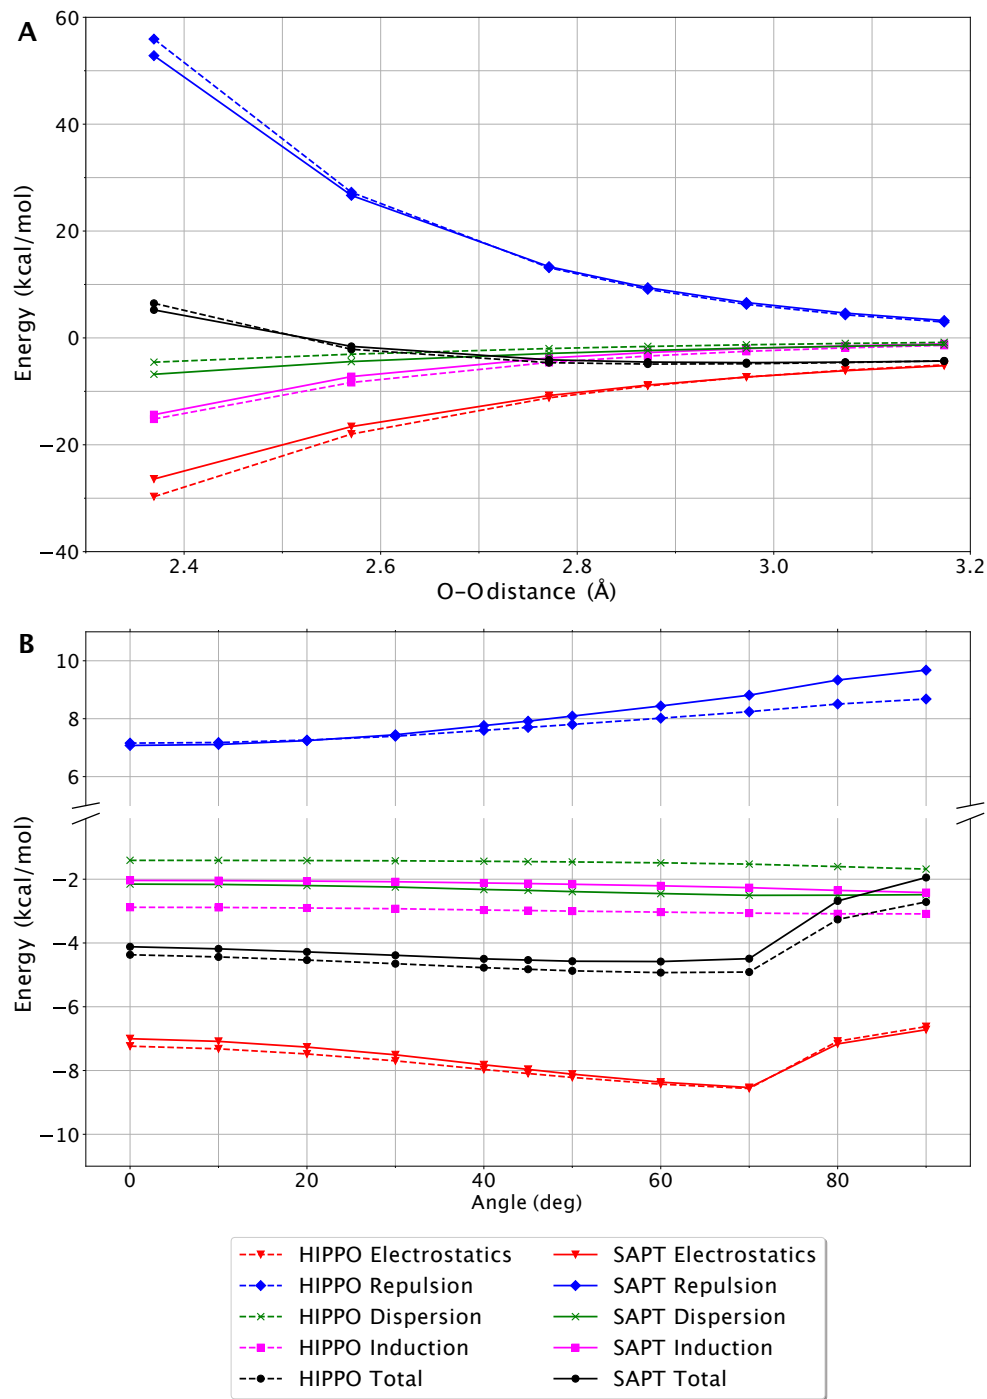 A
60
40
20
0
−20
−40
Energy (kcal/mol)
2.4 2.6 2.8 3.0 3.2
O−O distance (Å)
B
10
8
6
−2
−4
−6
−8
−10
Energy (kcal/mol)
0 20 40 60 80
Angle (deg)
HIPPO Electrostatics SAPT Electrostatics
HIPPO Repulsion SAPT Repulsion
HIPPO Dispersion SAPT Dispersion
HIPPO Induction SAPT Induction
HIPPO Total SAPT Total